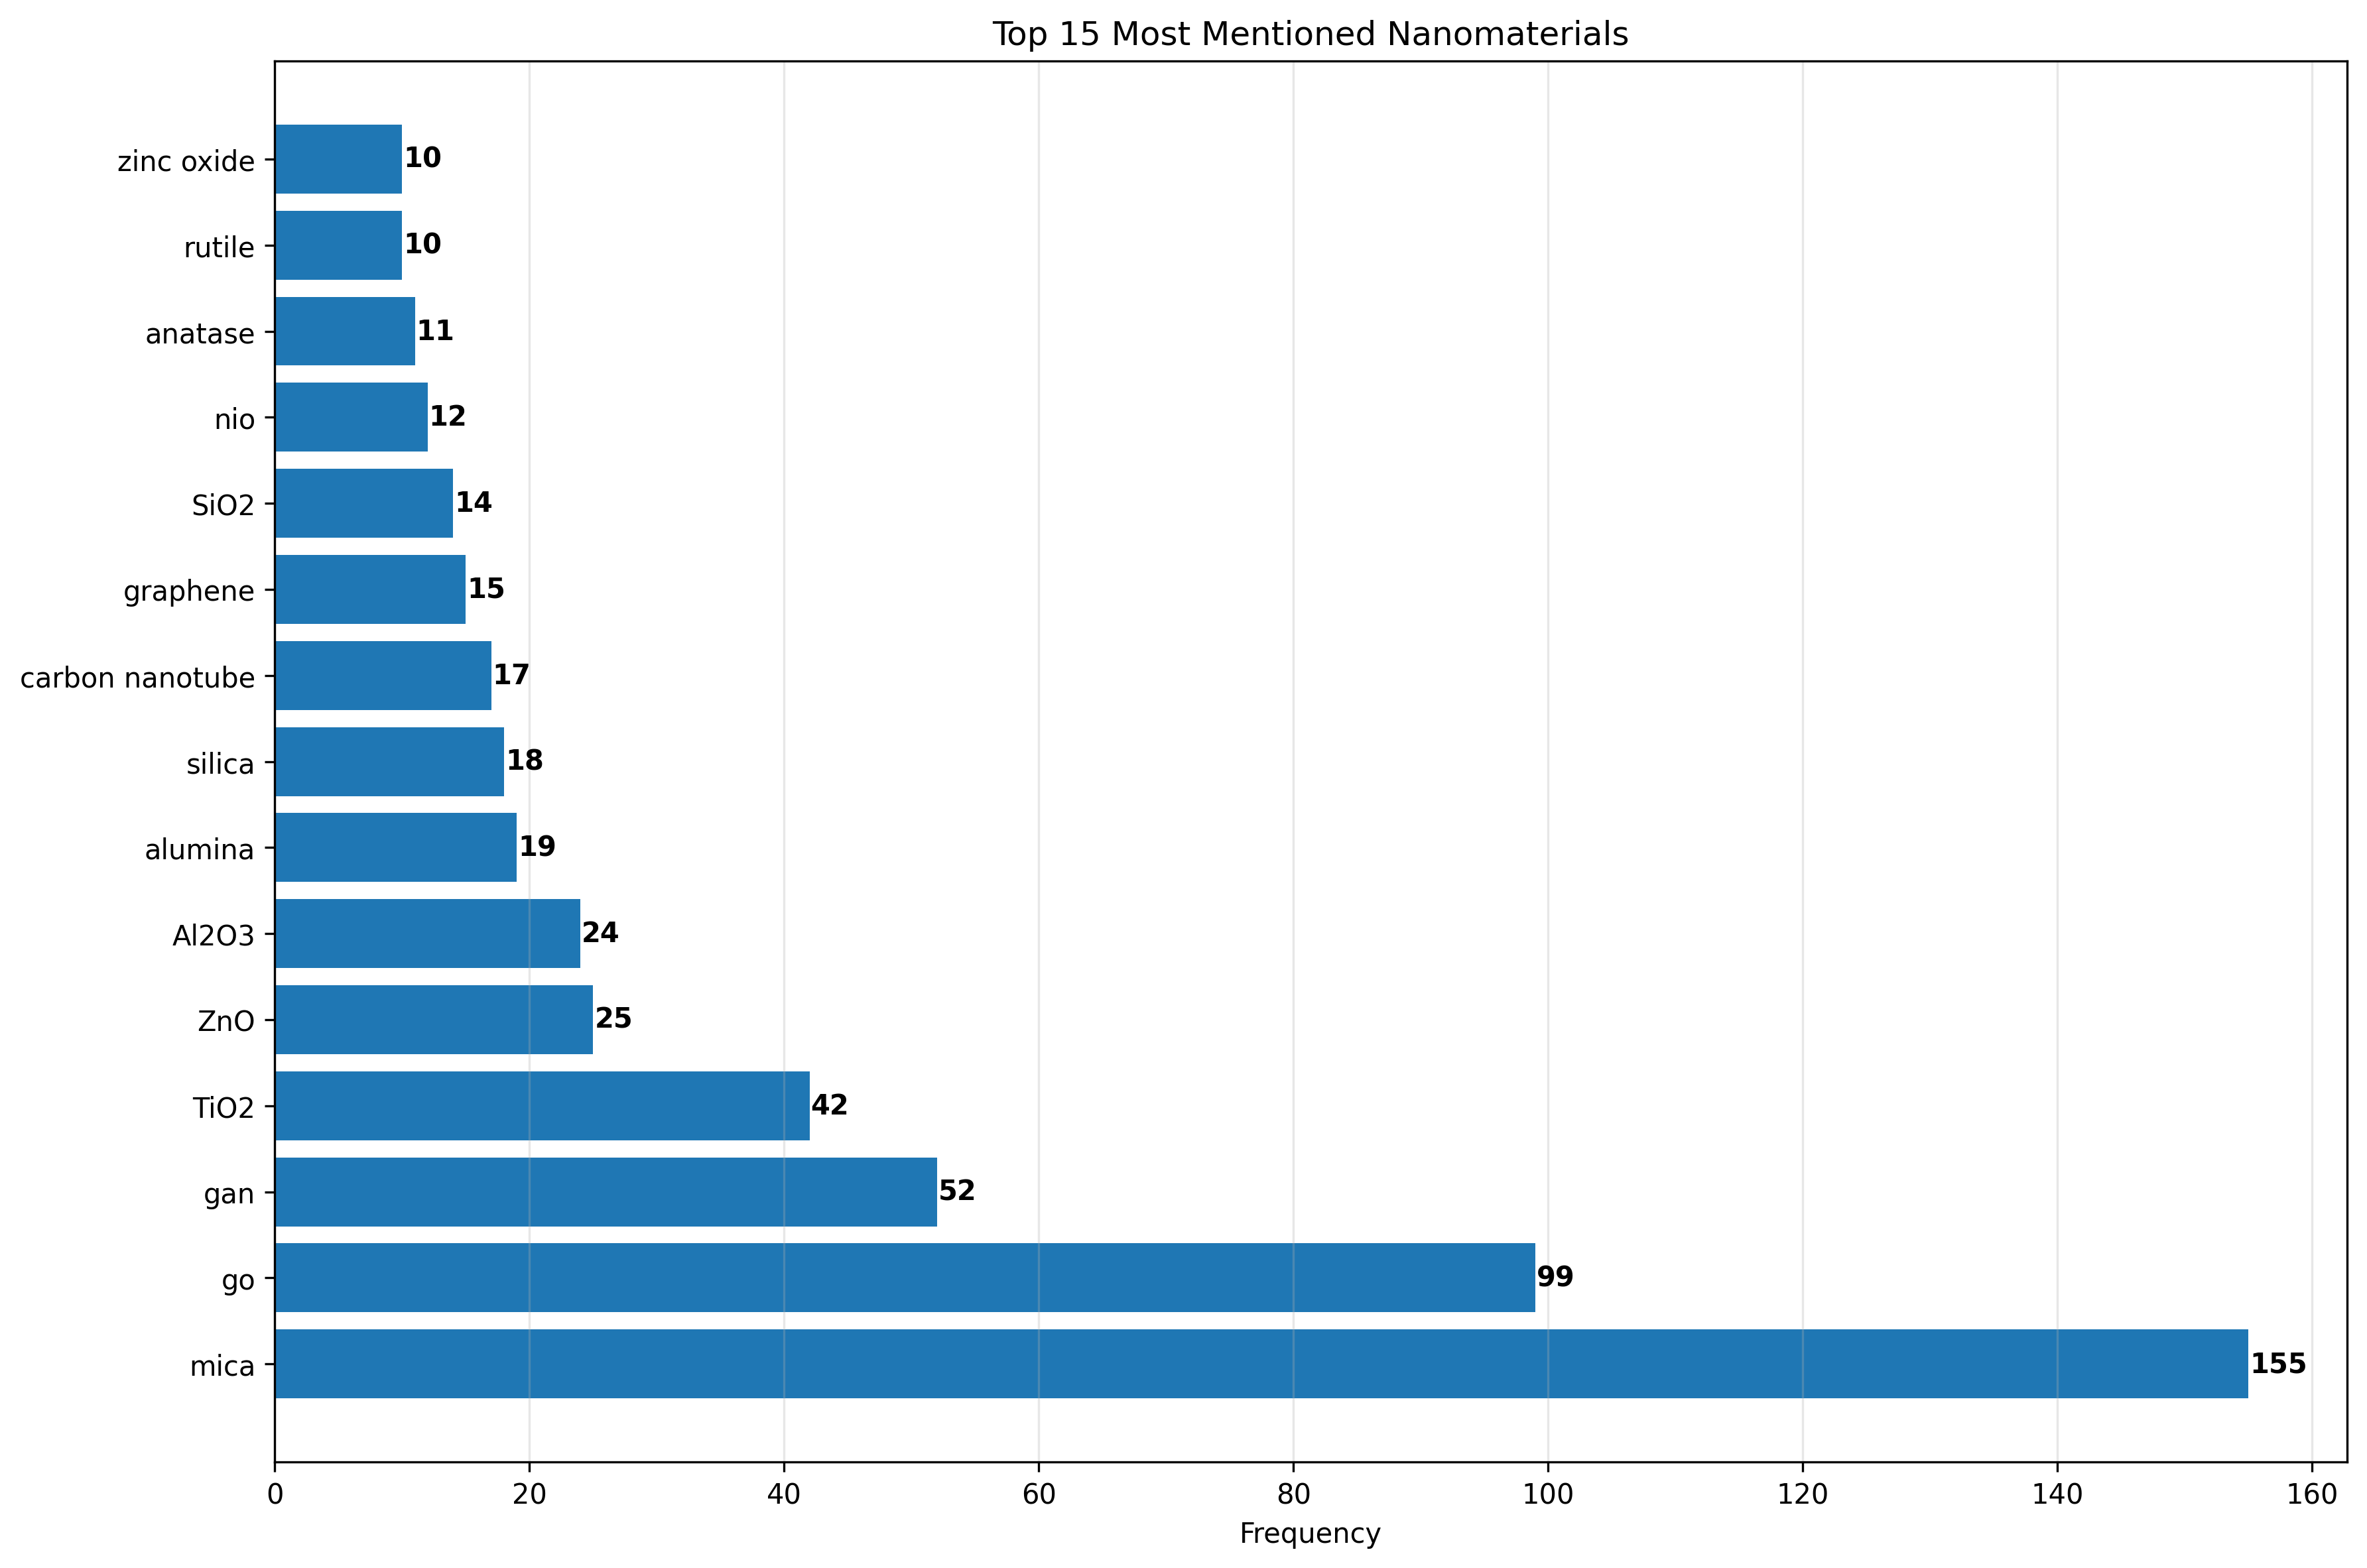 Top 15 Most Mentioned Nanomaterials
zinc oxide 10
rutile 10
anatase 11
nio 12
SiO2 14
graphene 15
carbon nanotube 17
silica 18
alumina 19
Al2O3 24
ZnO 25
TiO2 42
gan 52
go 99
mica 155
0 20 40 60 80 100 120 140 160
Frequency